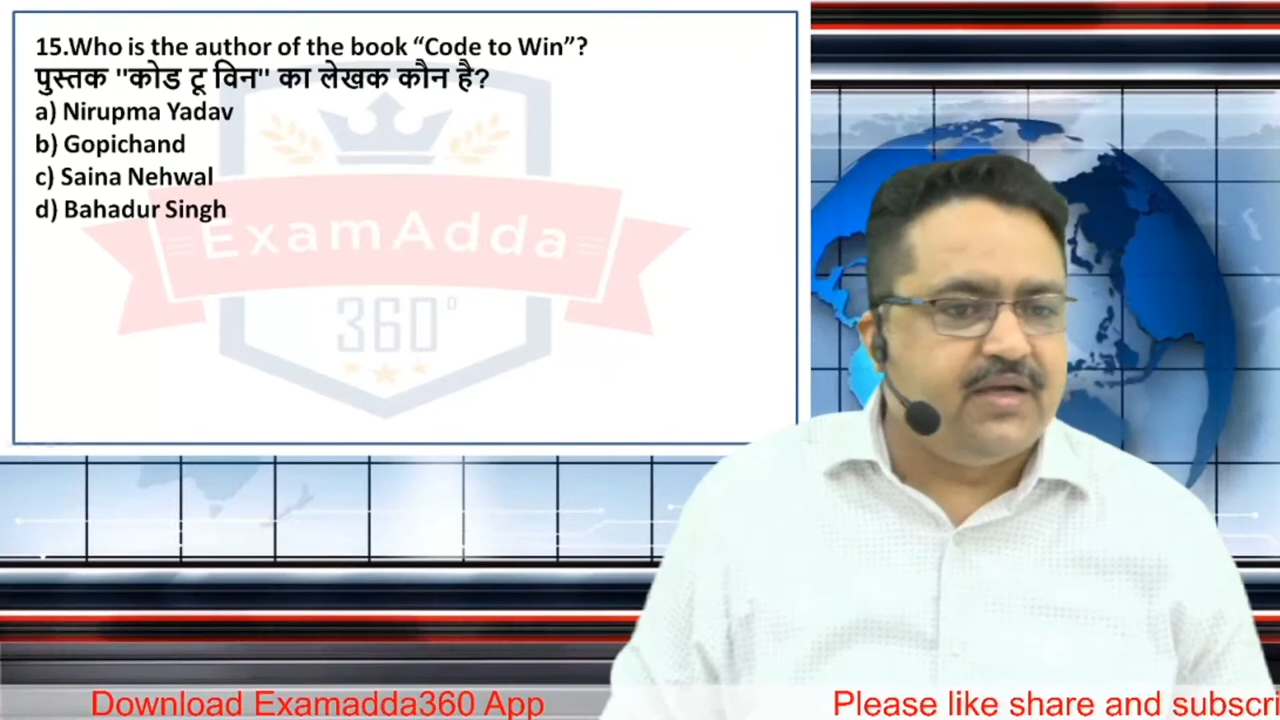 15.Who is the author of the book “Code to Win”?
पुस्तक "कोड टू विन" का लेखक कौन है?
a) Nirupma Yadav
b) Gopichand
c) Saina Nehwal
d) Bahadur Singh
ExamAdda
360°
Download Examadda360 App
Please like share and subscri